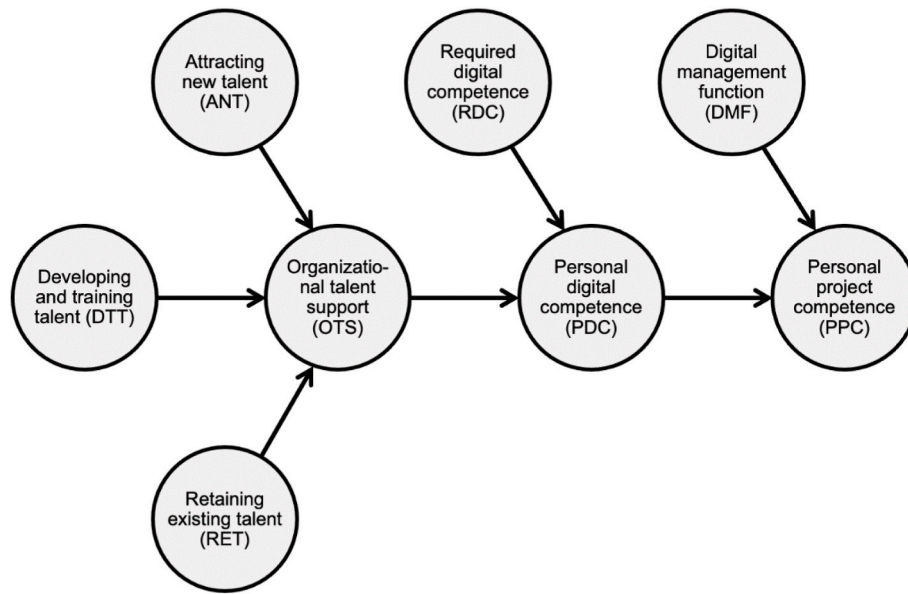 Attracting
new talent
(ANT)
Required
digital
competence
(RDC)
Digital
management
function
(DMF)
Developing
and training
talent (DTT)
Organizatio-
nal talent
support
(OTS)
Personal
digital
competence
(PDC)
Personal
project
competence
(PPC)
Retaining
existing talent
(RET)